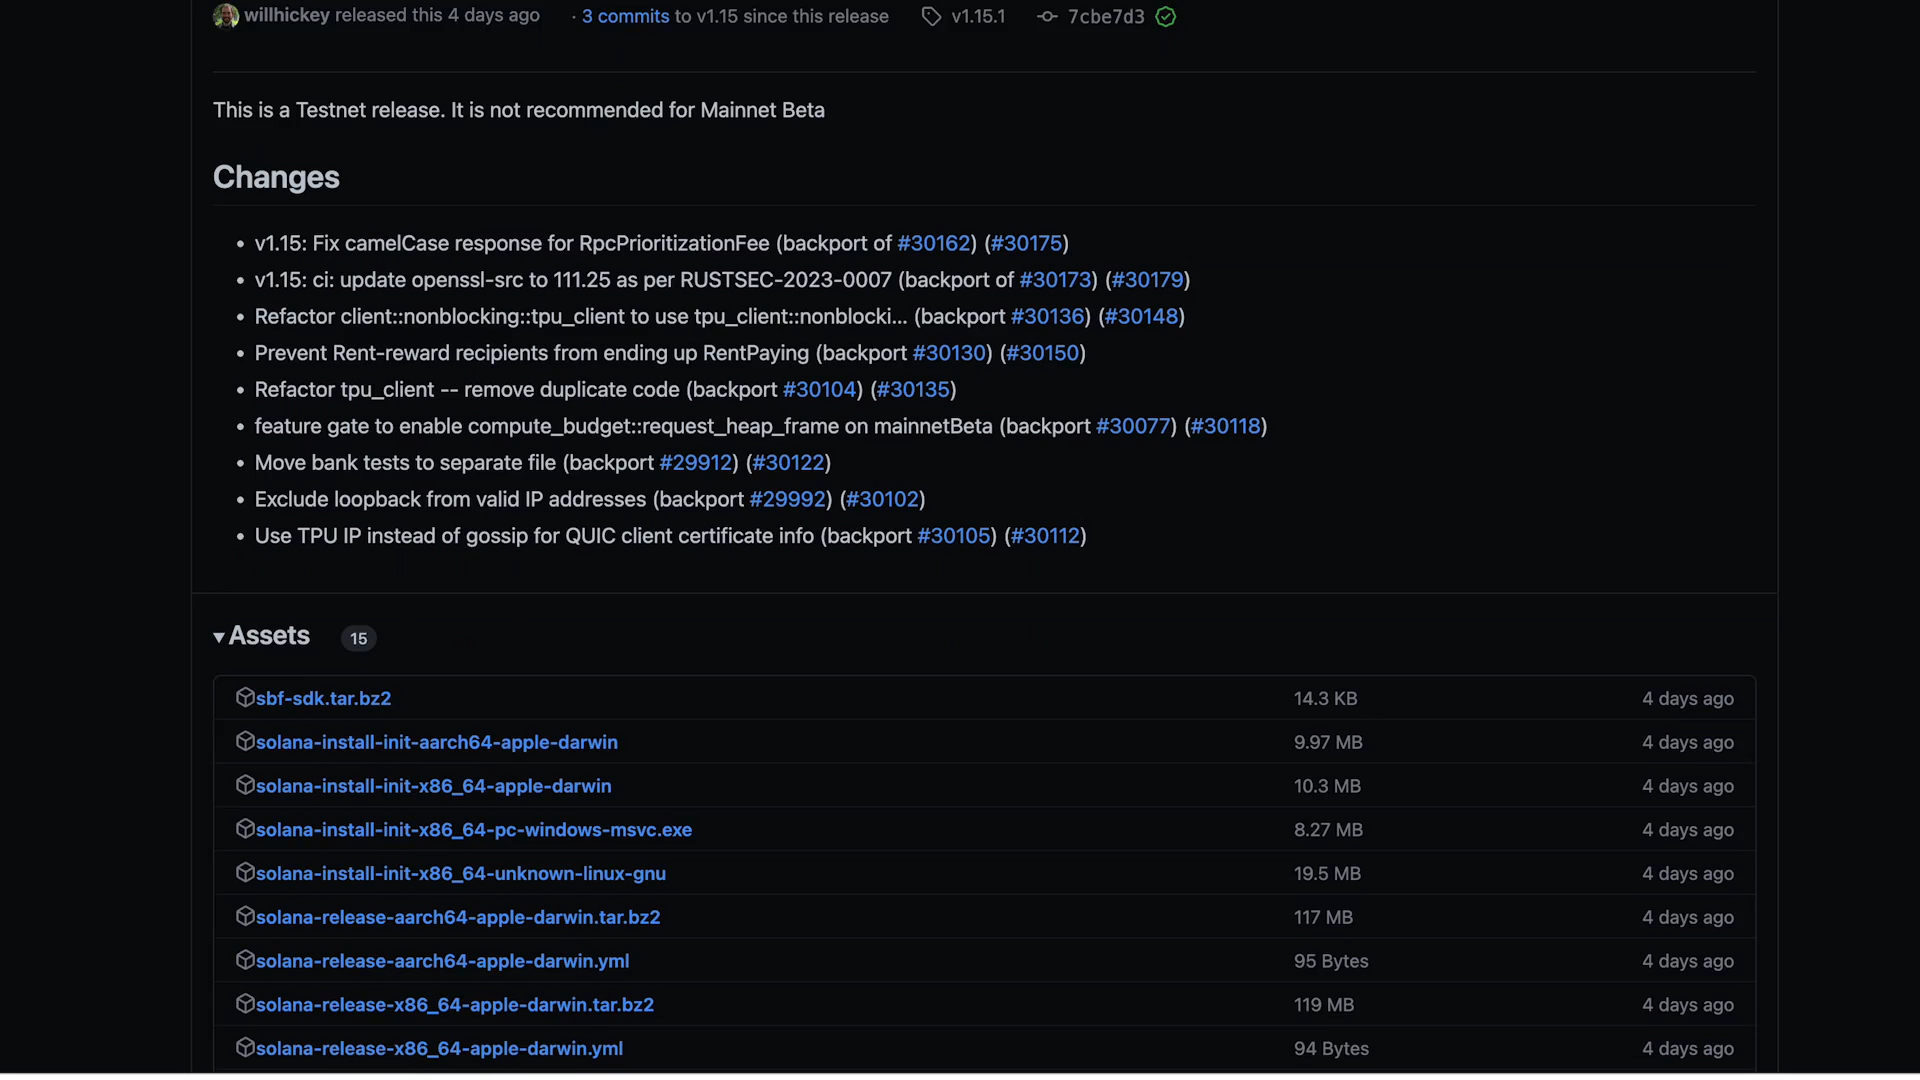 willhickey released this 4 days ago · 3 commits to v1.15 since this release v1.15.1 7cbe7d3
This is a Testnet release. It is not recommended for Mainnet Beta
Changes
• v1.15: Fix camelCase response for RpcPrioritizationFee (backport of #30162) (#30175)
• v1.15: ci: update openssl-src to 111.25 as per RUSTSEC-2023-0007 (backport of #30173) (#30179)
• Refactor client::nonblocking::tpu_client to use tpu_client::nonblocki... (backport #30136) (#30148)
• Prevent Rent-reward recipients from ending up RentPaying (backport #30130) (#30150)
• Refactor tpu_client -- remove duplicate code (backport #30104) (#30135)
• feature gate to enable compute_budget::request_heap_frame on mainnetBeta (backport #30077) (#30118)
• Move bank tests to separate file (backport #29912) (#30122)
• Exclude loopback from valid IP addresses (backport #29992) (#30102)
• Use TPU IP instead of gossip for QUIC client certificate info (backport #30105) (#30112)
Assets 15
sbf-sdk.tar.bz2 14.3 KB 4 days ago
solana-install-init-aarch64-apple-darwin 9.97 MB 4 days ago
solana-install-init-x86_64-apple-darwin 10.3 MB 4 days ago
solana-install-init-x86_64-pc-windows-msvc.exe 8.27 MB 4 days ago
solana-install-init-x86_64-unknown-linux-gnu 19.5 MB 4 days ago
solana-release-aarch64-apple-darwin.tar.bz2 117 MB 4 days ago
solana-release-aarch64-apple-darwin.yml 95 Bytes 4 days ago
solana-release-x86_64-apple-darwin.tar.bz2 119 MB 4 days ago
solana-release-x86_64-apple-darwin.yml 94 Bytes 4 days ago